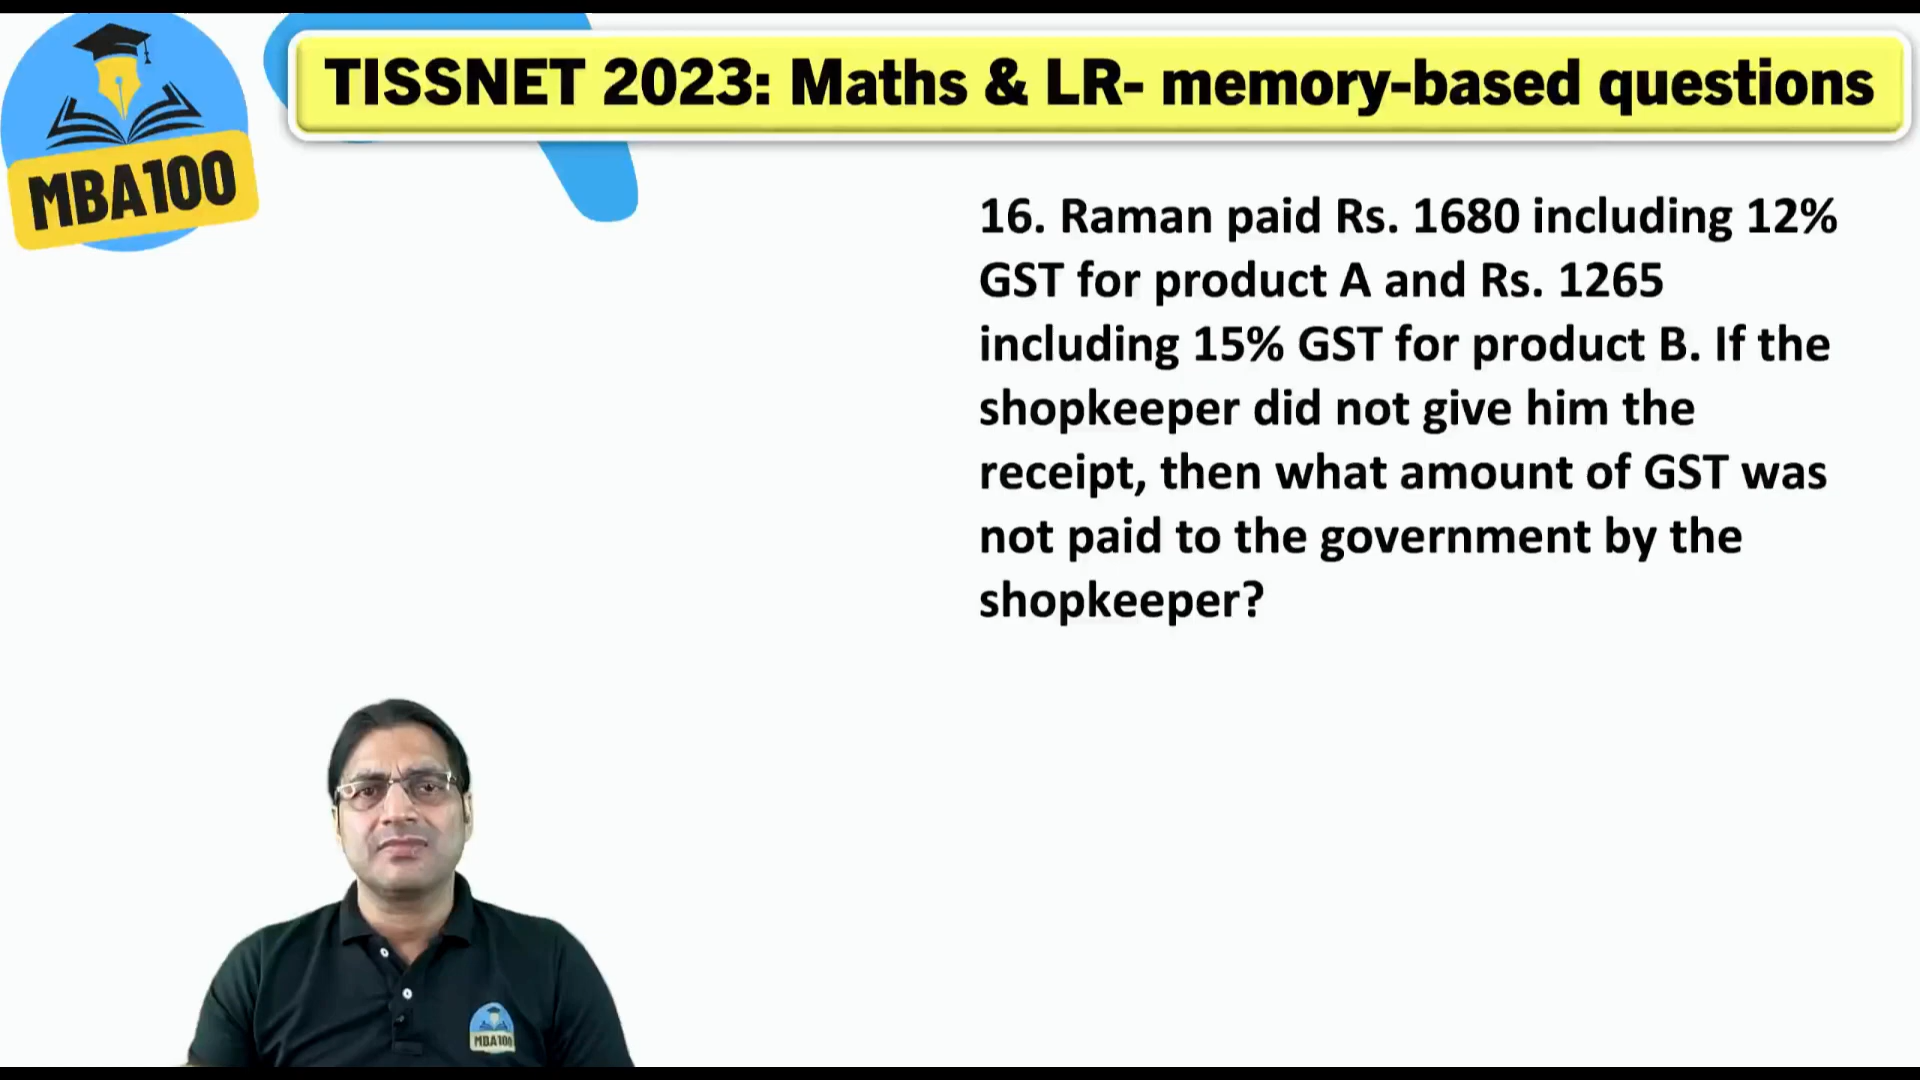 TISSNET 2023: Maths & LR- memory-based questions
MBA100
16. Raman paid Rs. 1680 including 12%
GST for product A and Rs. 1265
including 15% GST for product B. If the
shopkeeper did not give him the
receipt, then what amount of GST was
not paid to the government by the
shopkeeper?
MBA100